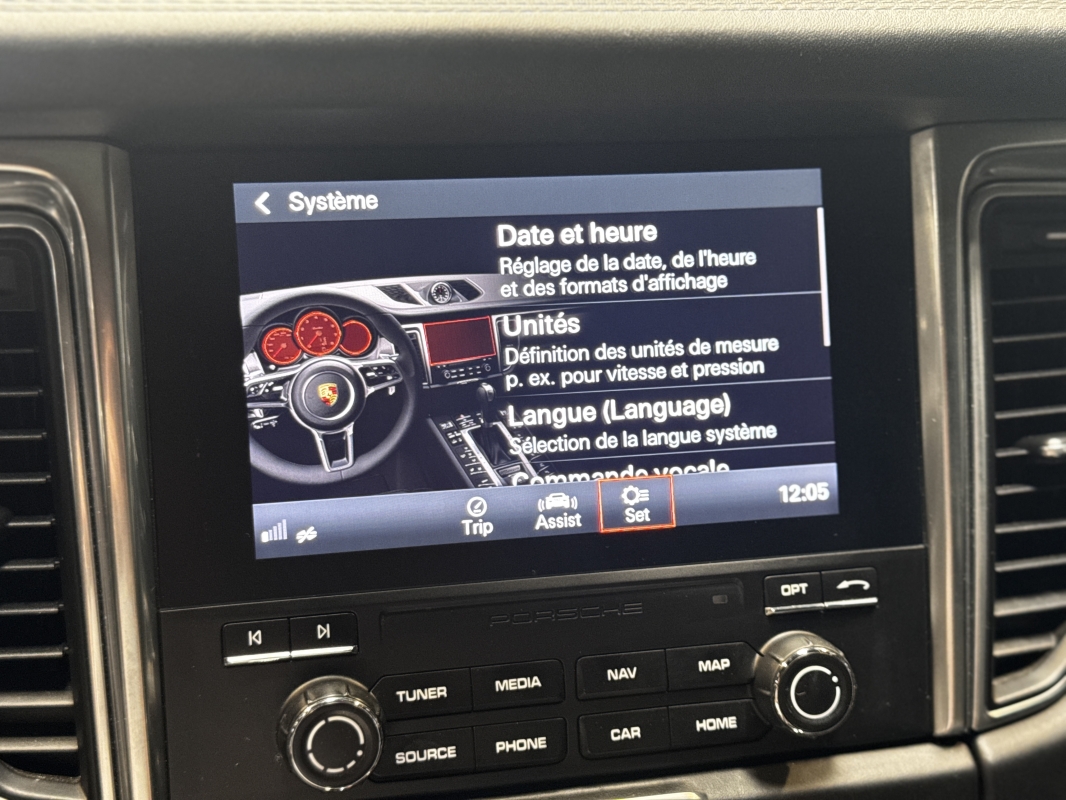 Système
Date et heure
Réglage de la date, de l'heure
et des formats d'affichage
Unités
Définition des unités de mesure
p. ex. pour vitesse et pression
Langue (Language)
Sélection de la langue système
Commande vocale
Trip
Assist
Set
12:05
PORSCHE
OPT
TUNER
MEDIA
NAV
MAP
SOURCE
PHONE
CAR
HOME